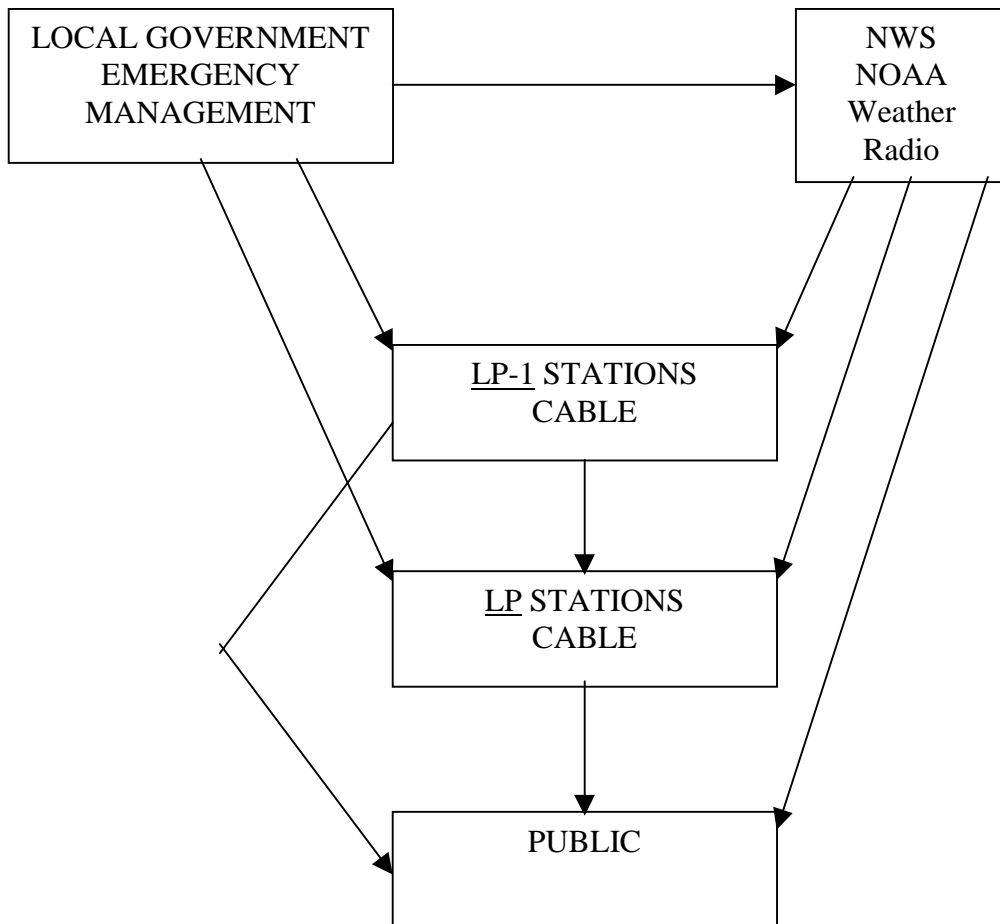 LOCAL GOVERNMENT
EMERGENCY
MANAGEMENT
NWS
NOAA
Weather
Radio
LP-1 STATIONS
CABLE
LP STATIONS
CABLE
PUBLIC